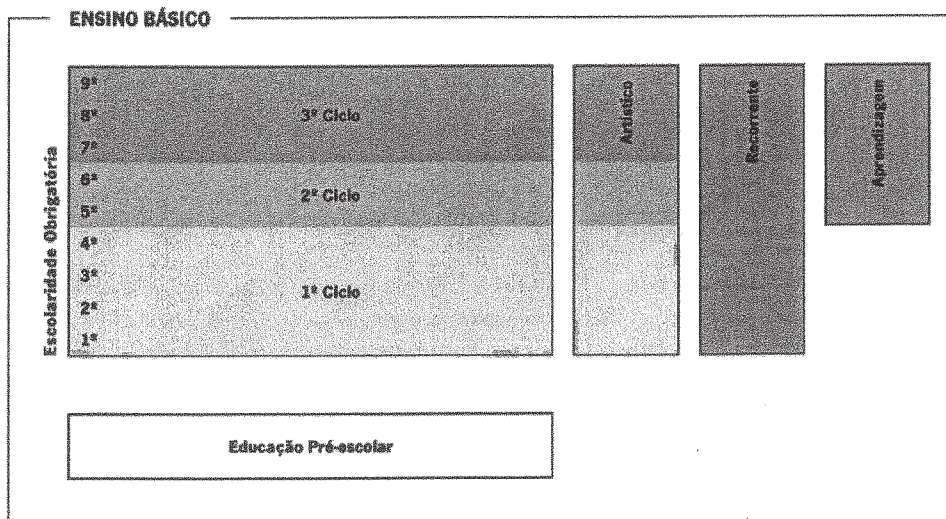 ENSINO BÁSICO
Escolaridade Obrigatória
9º
8º
7º
3º Ciclo
6º
5º
2º Ciclo
4º
3º
2º
1º
1º Ciclo
Artístico
Recorrente
Aprendizagem
Educação Pré-escolar